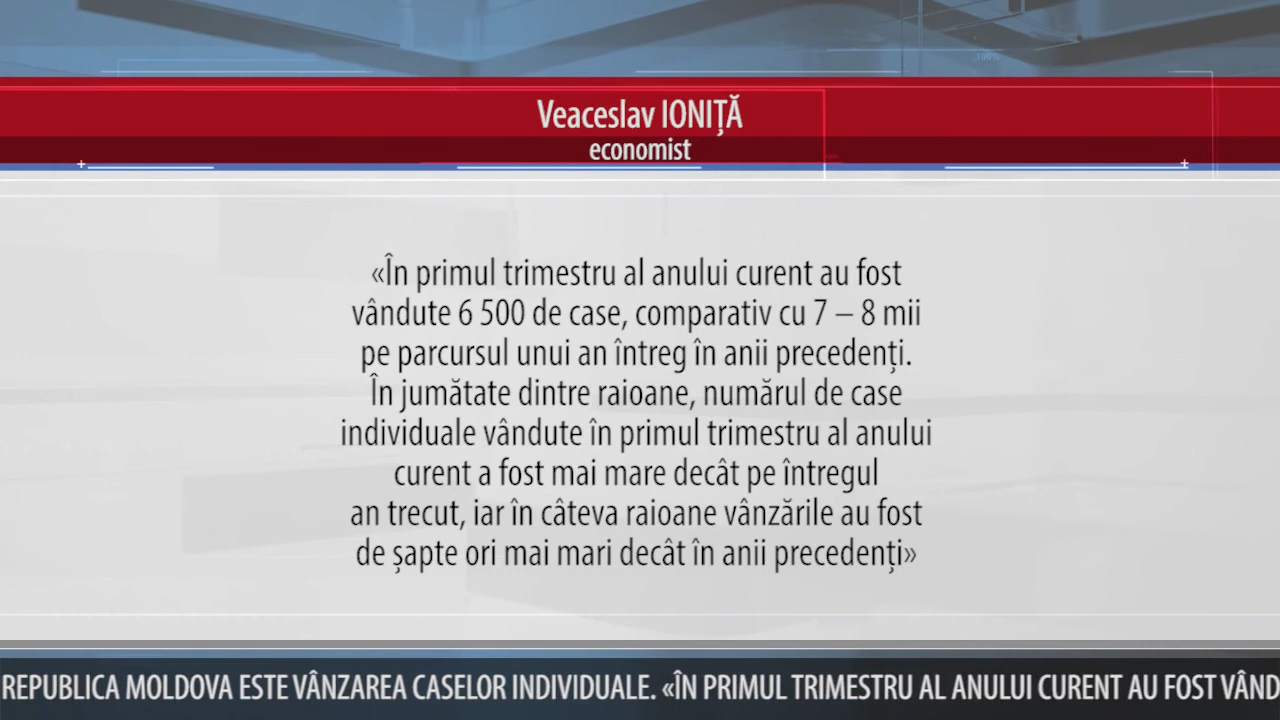 Veaceslav IONIȚĂ
economist
«În primul trimestru al anului curent au fost
vândute 6 500 de case, comparativ cu 7 – 8 mii
pe parcursul unui an întreg în anii precedenți.
În jumătate dintre raioane, numărul de case
individuale vândute în primul trimestru al anului
curent a fost mai mare decât pe întregul
an trecut, iar în câteva raioane vânzările au fost
de șapte ori mai mari decât în anii precedenți»
REPUBLICA MOLDOVA ESTE VÂNZAREA CASELOR INDIVIDUALE. «ÎN PRIMUL TRIMESTRU AL ANULUI CURENT AU FOST VÂND